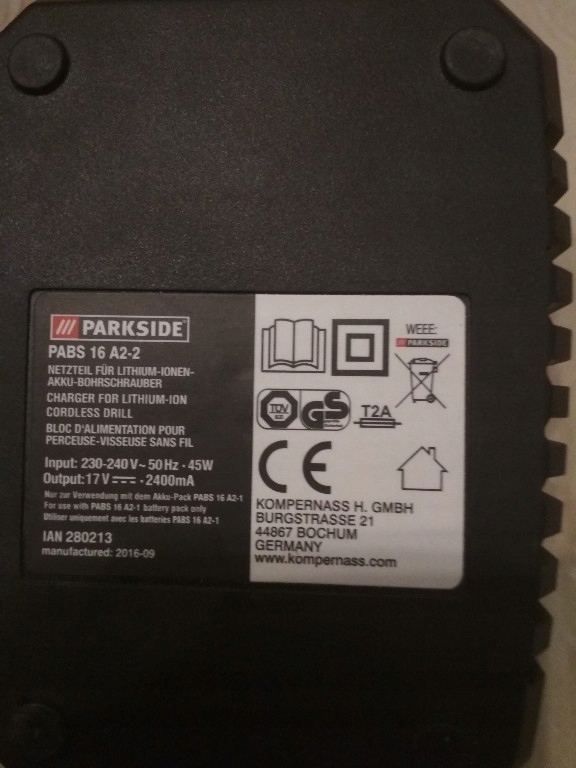 PARKSIDE
PABS 16 A2-2
NETZTEIL FÜR LITHIUM-IONEN-
AKKU-BOHRSCHRAUBER
CHARGER FOR LITHIUM-ION
CORDLESS DRILL
BLOC D'ALIMENTATION POUR
PERCEUSE-VISSEUSE SANS FIL
Input: 230-240 V~ 50 Hz · 45W
Output: 17 V ⎓ · 2400mA
Nur zur Verwendung mit dem Akku-Pack PABS 16 A2-1
For use with PABS 16 A2-1 battery pack only
Utiliser uniquement avec les batteries PABS 16 A2-1
IAN 280213
manufactured: 2016-09
WEEE:
PARKSIDE
TÜV
GS
T2A
CE
KOMPERNASS H. GMBH
BURGSTRASSE 21
44867 BOCHUM
GERMANY
www.kompernass.com